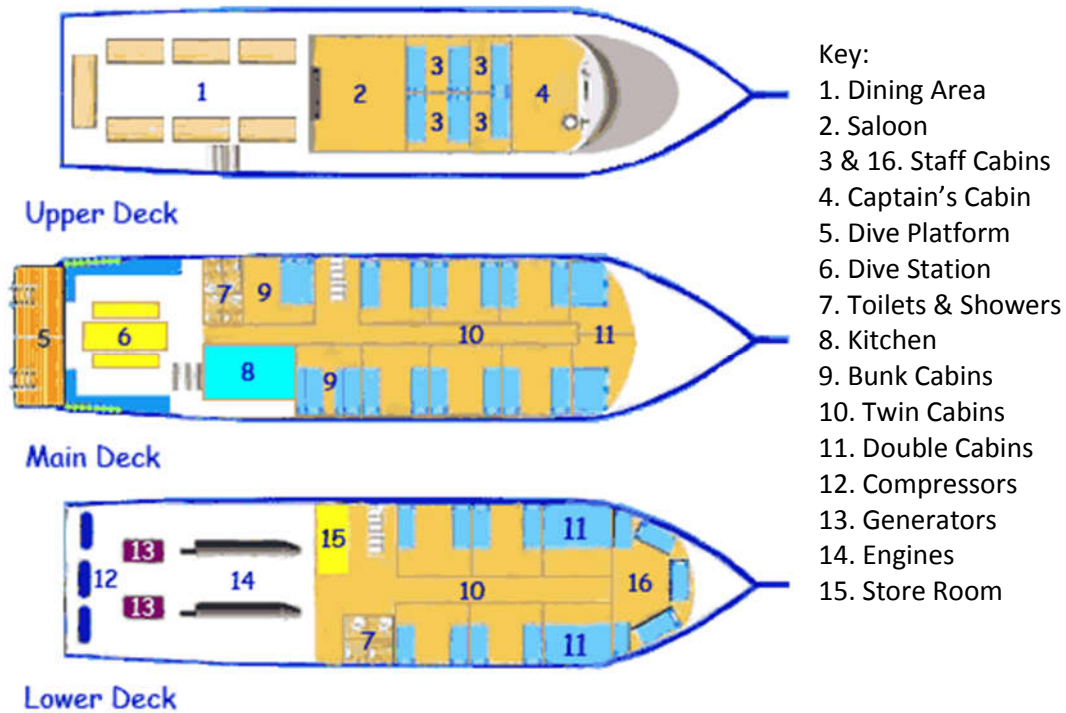 1
2
3
3
3
3
4
Upper Deck
5
6
7
8
9
9
10
11
Main Deck
12
13
13
14
15
7
10
11
11
16
Lower Deck
Key:
1. Dining Area
2. Saloon
3 & 16. Staff Cabins
4. Captain’s Cabin
5. Dive Platform
6. Dive Station
7. Toilets & Showers
8. Kitchen
9. Bunk Cabins
10. Twin Cabins
11. Double Cabins
12. Compressors
13. Generators
14. Engines
15. Store Room